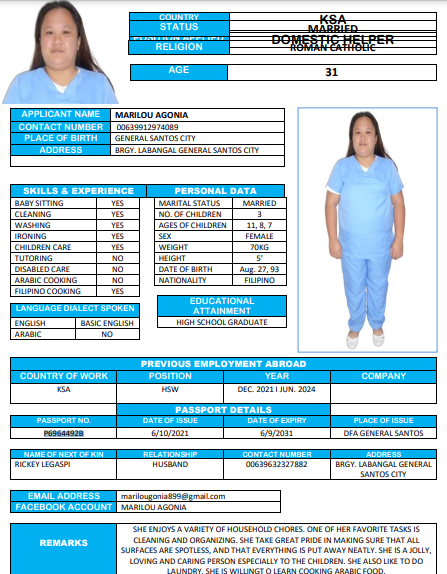 COUNTRY KSA
STATUS MARRIED
POSITION APPLIED DOMESTIC HELPER
RELIGION ROMAN CATHOLIC
AGE 31
APPLICANT NAME MARILOU AGONIA
CONTACT NUMBER 00639912974089
PLACE OF BIRTH GENERAL SANTOS CITY
ADDRESS BRGY. LABANGAL GENERAL SANTOS CITY
SKILLS & EXPERIENCE PERSONAL DATA
BABY SITTING YES MARITAL STATUS MARRIED
CLEANING YES NO. OF CHILDREN 3
WASHING YES AGES OF CHILDREN 11, 8, 7
IRONING YES SEX FEMALE
CHILDREN CARE YES WEIGHT 70KG
TUTORING NO HEIGHT 5'
DISABLED CARE NO DATE OF BIRTH Aug. 27, 93
ARABIC COOKING NO NATIONALITY FILIPINO
FILIPINO COOKING YES
EDUCATIONAL
ATTAINMENT
LANGUAGE DIALECT SPOKEN
ENGLISH BASIC ENGLISH HIGH SCHOOL GRADUATE
ARABIC NO
PREVIOUS EMPLOYMENT ABROAD
COUNTRY OF WORK POSITION YEAR COMPANY
KSA HSW DEC. 2021 I JUN. 2024
PASSPORT DETAILS
PASSPORT NO. DATE OF ISSUE DATE OF EXPIRY PLACE OF ISSUE
P6964492B 6/10/2021 6/9/2031 DFA GENERAL SANTOS
NAME OF NEXT OF KIN RELATIONSHIP CONTACT NUMBER ADDRESS
RICKEY LEGASPI HUSBAND 00639632327882 BRGY. LABANGAL GENERAL
SANTOS CITY
EMAIL ADDRESS marilougonia899@gmail.com
FACEBOOK ACCOUNT MARILOU AGONIA
REMARKS
SHE ENJOYS A VARIETY OF HOUSEHOLD CHORES. ONE OF HER FAVORITE TASKS IS
CLEANING AND ORGANIZING. SHE TAKE GREAT PRIDE IN MAKING SURE THAT ALL
SURFACES ARE SPOTLESS, AND THAT EVERYTHING IS PUT AWAY NEATLY. SHE IS A JOLLY,
LOVING AND CARING PERSON ESPECIALLY TO THE CHILDREN. SHE ALSO LIKE TO DO
LAUNDRY. SHE IS WILLINGT O LEARN COOKING ARABIC FOOD.